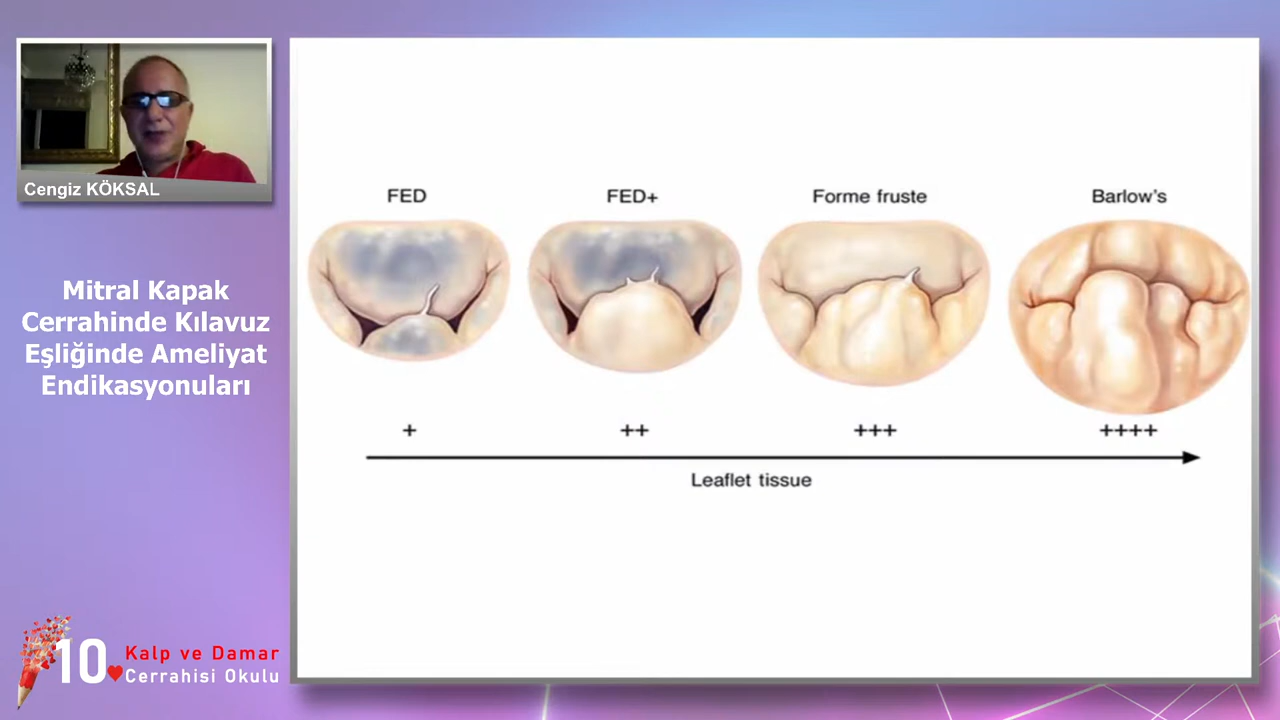 Cengiz KÖKSAL
Mitral Kapak
Cerrahinde Kılavuz
Eşliğinde Ameliyat
Endikasyonuları
10
Kalp ve Damar
Cerrahisi Okulu
FED
FED+
Forme fruste
Barlow's
+
++
+++
++++
Leaflet tissue